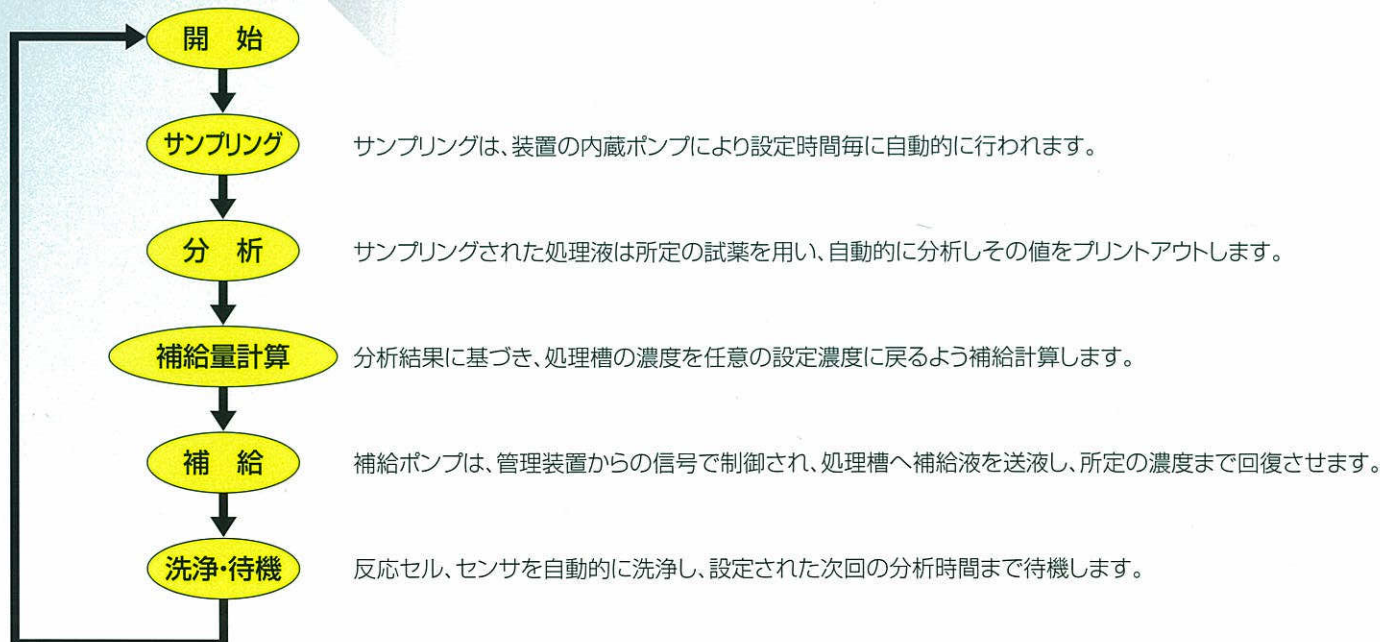 開 始
サンプリング
サンプリングは、装置の内蔵ポンプにより設定時間毎に自動的に行われます。
分 析
サンプリングされた処理液は所定の試薬を用い、自動的に分析しその値をプリントアウトします。
補給量計算
分析結果に基づき、処理槽の濃度を任意の設定濃度に戻るよう補給計算します。
補 給
補給ポンプは、管理装置からの信号で制御され、処理槽へ補給液を送液し、所定の濃度まで回復させます。
洗浄・待機
反応セル、センサを自動的に洗浄し、設定された次回の分析時間まで待機します。